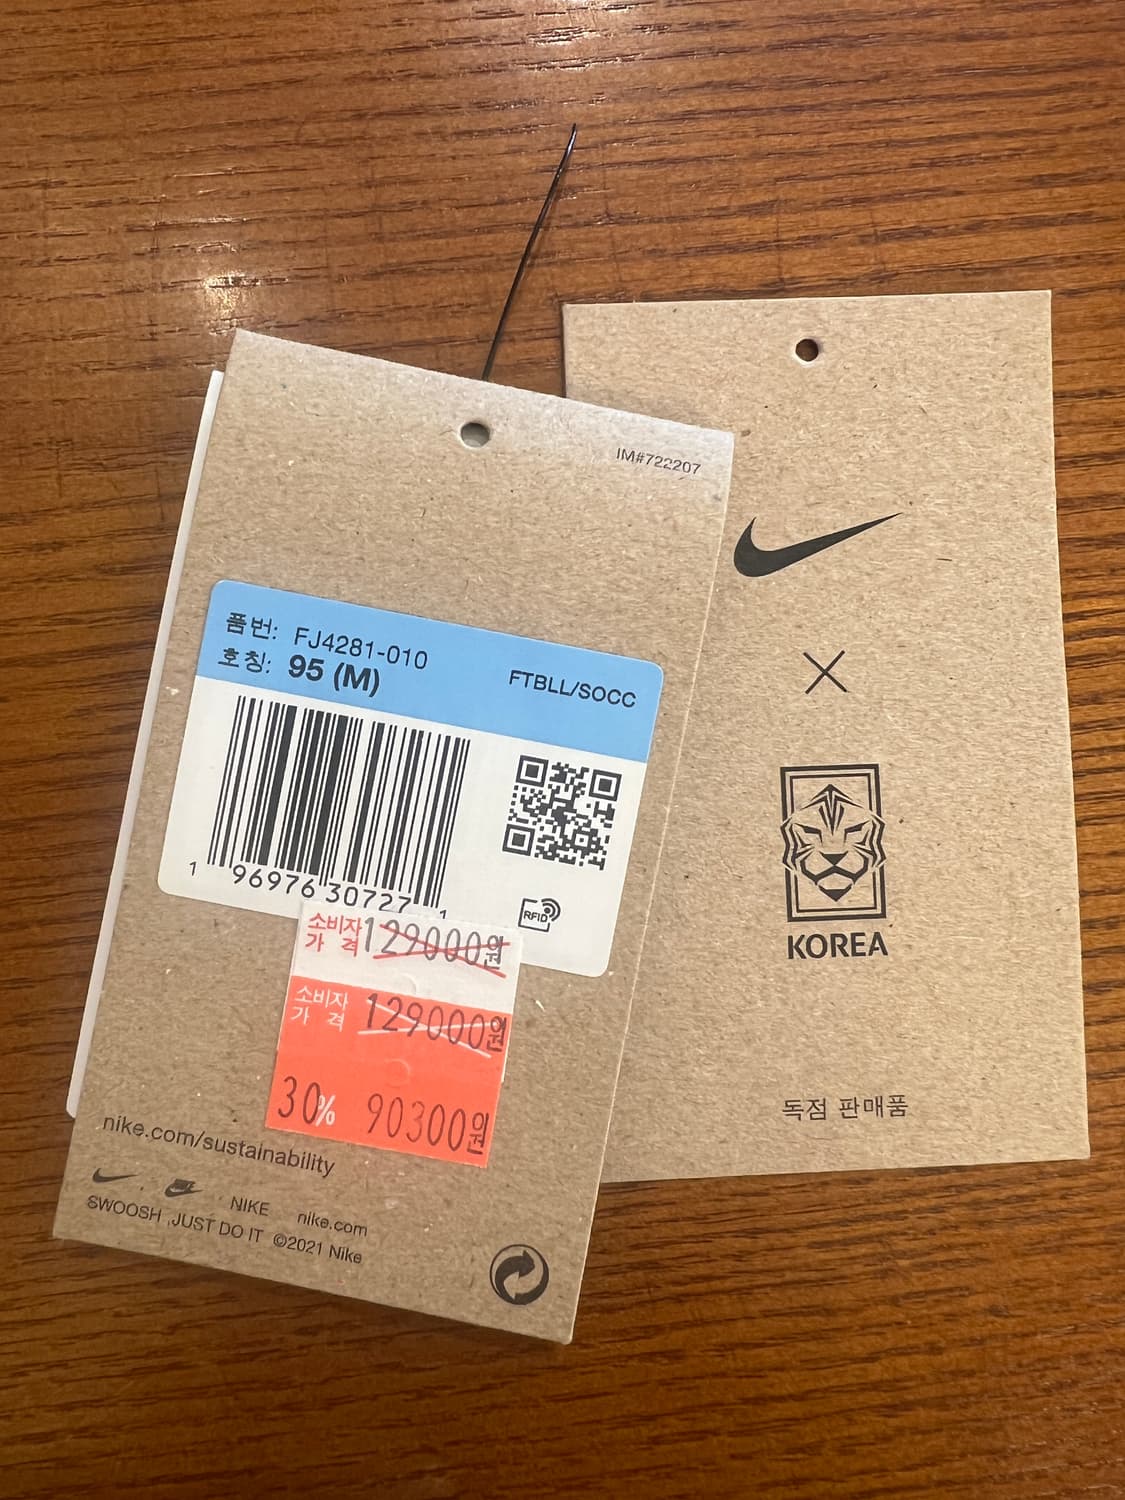 IM#722207
품번: FJ4281-010
호칭: 95 (M)
FTBLL/SOCC
1 96976 30727 1
RFID
소비자
가 격 129000원
소비자
가 격 129000원
30% 90300원
nike.com/sustainability
NIKE nike.com
SWOOSH JUST DO IT ©2021 Nike
KOREA
독점 판매품